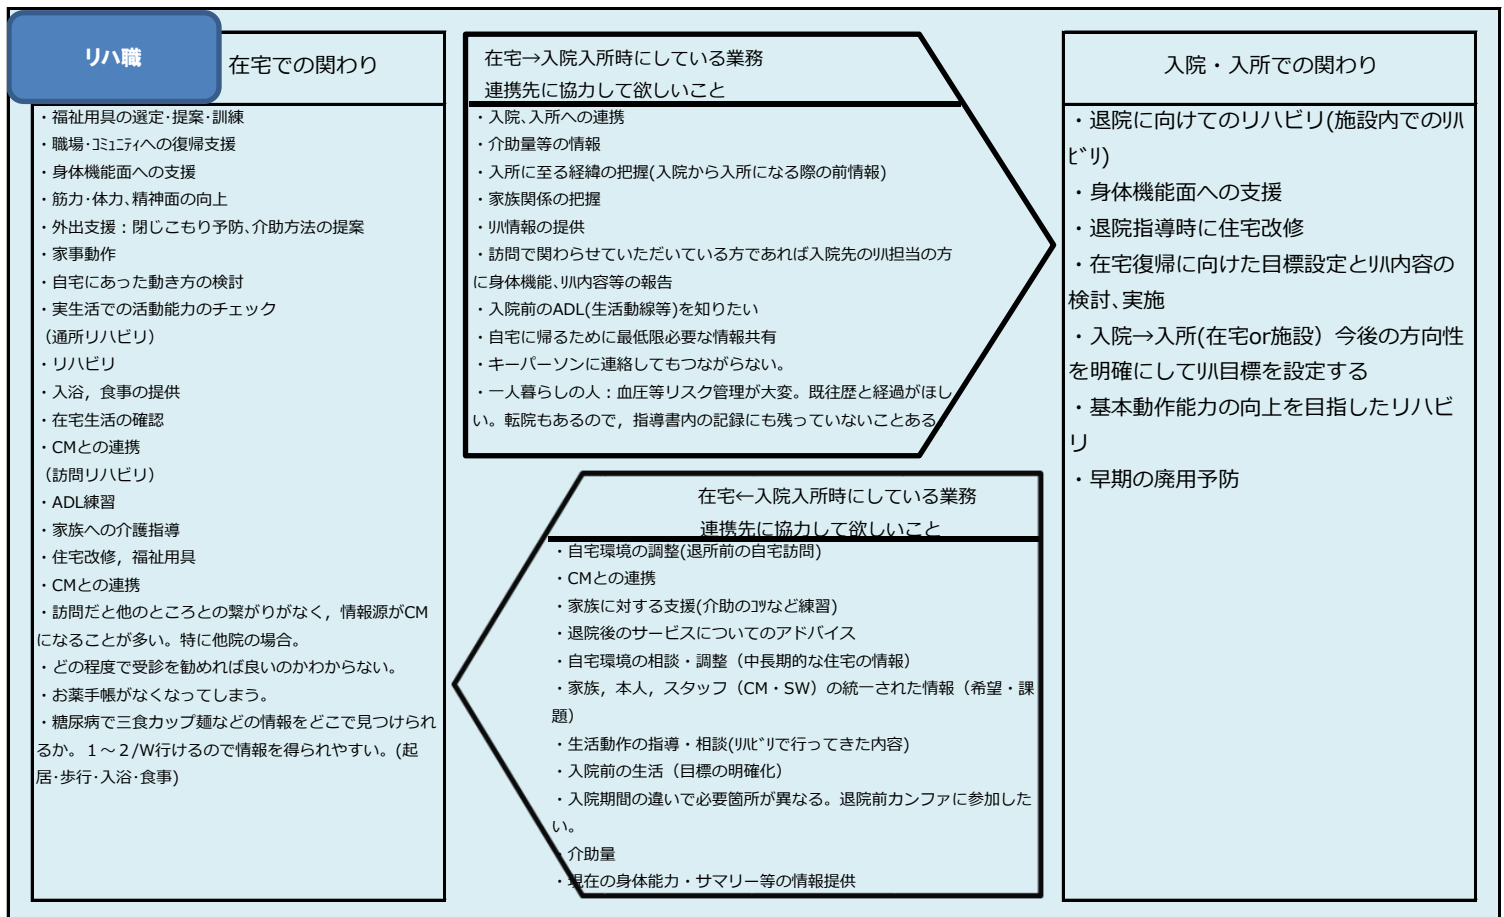 リハ職
在宅での関わり
・福祉用具の選定･提案･訓練
・職場･ｺﾐｭﾆﾃｨへの復帰支援
・身体機能面への支援
・筋力･体力､精神面の向上
・外出支援：閉じこもり予防､介助方法の提案
・家事動作
・自宅にあった動き方の検討
・実生活での活動能力のチェック
（通所リハビリ）
・リハビリ
・入浴，食事の提供
・在宅生活の確認
・CMとの連携
（訪問リハビリ）
・ADL練習
・家族への介護指導
・住宅改修，福祉用具
・CMとの連携
・訪問だと他のところとの繋がりがなく，情報源がCM
になることが多い。特に他院の場合。
・どの程度で受診を勧めれば良いのかわからない。
・お薬手帳がなくなってしまう。
・糖尿病で三食カップ麺などの情報をどこで見つけられ
るか。１～２/W行けるので情報を得られやすい。(起
居･歩行･入浴･食事)
在宅→入院入所時にしている業務
連携先に協力して欲しいこと
・入院､入所への連携
・介助量等の情報
・入所に至る経緯の把握(入院から入所になる際の前情報)
・家族関係の把握
・ﾘﾊ情報の提供
・訪問で関わらせていただいている方であれば入院先のﾘﾊ担当の方
に身体機能､ﾘﾊ内容等の報告
・入院前のADL(生活動線等)を知りたい
・自宅に帰るために最低限必要な情報共有
・キーパーソンに連絡してもつながらない。
・一人暮らしの人：血圧等リスク管理が大変。既往歴と経過がほし
い。転院もあるので，指導書内の記録にも残っていないことある
在宅←入院入所時にしている業務
連携先に協力して欲しいこと
・自宅環境の調整(退所前の自宅訪問)
・CMとの連携
・家族に対する支援(介助のｺﾂなど練習)
・退院後のサービスについてのアドバイス
・自宅環境の相談・調整（中長期的な住宅の情報）
・家族，本人，スタッフ（CM・SW）の統一された情報（希望・課
題）
・生活動作の指導・相談(ﾘﾊﾋﾞﾘで行ってきた内容)
・入院前の生活（目標の明確化）
・入院期間の違いで必要箇所が異なる。退院前カンファに参加した
い。
・介助量
・現在の身体能力・サマリー等の情報提供
入院・入所での関わり
・退院に向けてのリハビリ(施設内でのﾘﾊ
ﾋﾞﾘ)
・身体機能面への支援
・退院指導時に住宅改修
・在宅復帰に向けた目標設定とﾘﾊ内容の
検討､実施
・入院→入所(在宅or施設）今後の方向性
を明確にしてﾘﾊ目標を設定する
・基本動作能力の向上を目指したリハビ
リ
・早期の廃用予防